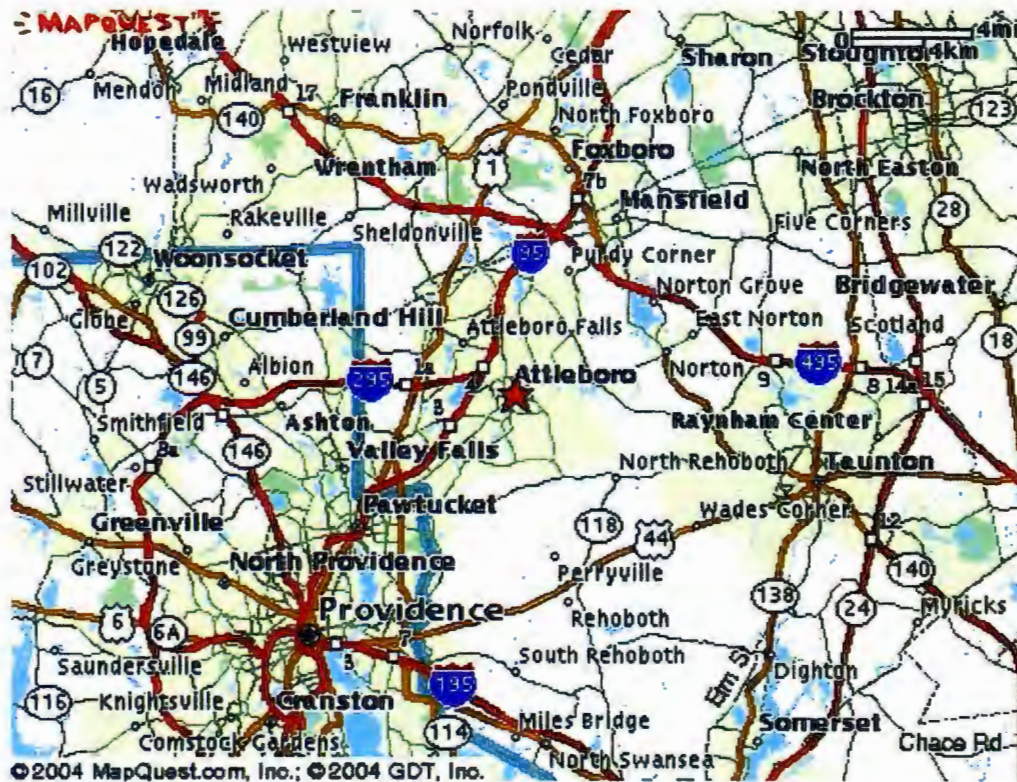 MAPQUEST
Hopedale
Westview
Norfolk
Cedar
Sharon
0
4mi
4km
Mendon
Midland
17
Franklin
Pondville
Brockton
16
140
123
North Foxboro
Foxboro
Wrentham
1
7b
North Easton
Wadsworth
Mansfield
28
Millville
Rakeville
Sheldonville
Five Corners
122
95
Purdy Corner
102
Woonsocket
126
Norton Grove
Bridgewater
Globe
99
Cumberland Hill
Attleboro Falls
East Norton
Scotland
18
7
5
146
Albion
295
1a
4
Attleboro
Norton
9
495
8
14a
15
Smithfield
Ashton
3
Raynham Center
8a
146
Valley Falls
North Rehoboth
Taunton
Stillwater
Pawtucket
Wades Corner
Greenville
118
44
12
Greystone
North Providence
Perryville
140
6
Providence
Rehoboth
138
24
Myricks
6A
7
3
South Rehoboth
Saundersville
195
Elm S
Dighton
116
Knightsville
Cranston
114
Miles Bridge
Somerset
Comstock Gardens
North Swansea
Chace Rd
©2004 MapQuest.com, Inc.; ©2004 GDT, Inc.